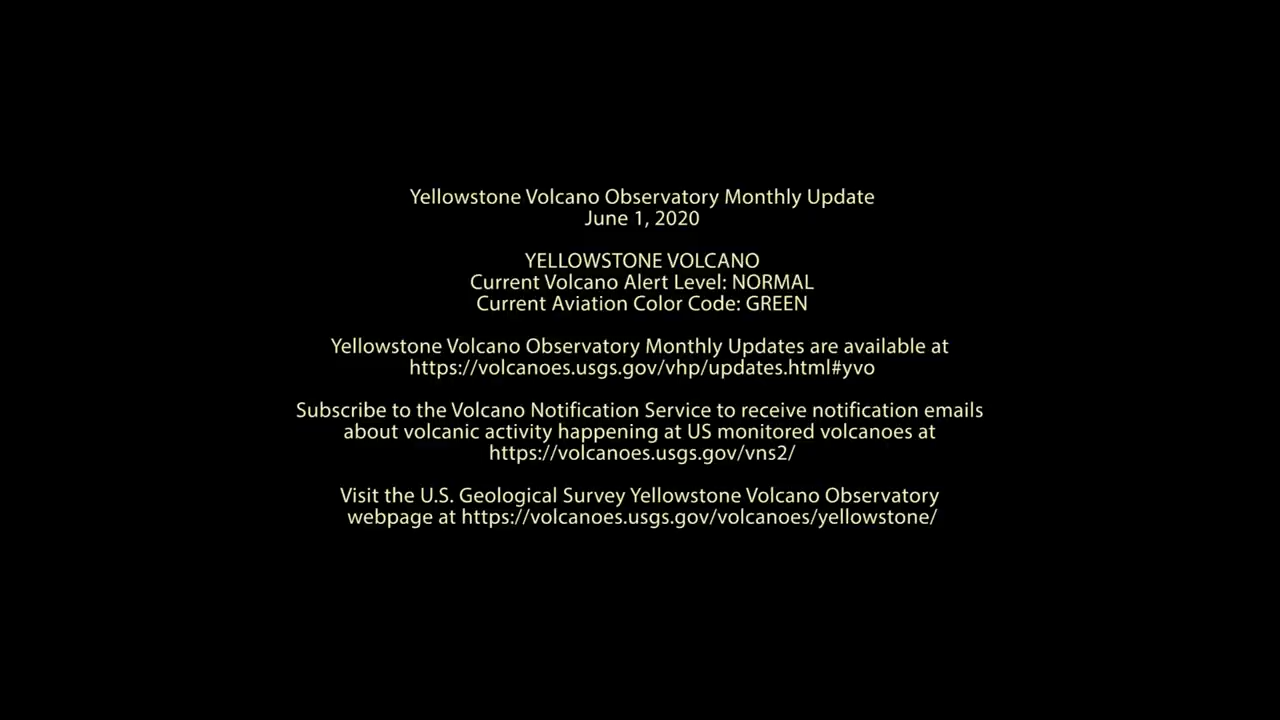 Yellowstone Volcano Observatory Monthly Update
June 1, 2020
YELLOWSTONE VOLCANO
Current Volcano Alert Level: NORMAL
Current Aviation Color Code: GREEN
Yellowstone Volcano Observatory Monthly Updates are available at
https://volcanoes.usgs.gov/vhp/updates.html#yvo
Subscribe to the Volcano Notification Service to receive notification emails
about volcanic activity happening at US monitored volcanoes at
https://volcanoes.usgs.gov/vns2/
Visit the U.S. Geological Survey Yellowstone Volcano Observatory
webpage at https://volcanoes.usgs.gov/volcanoes/yellowstone/